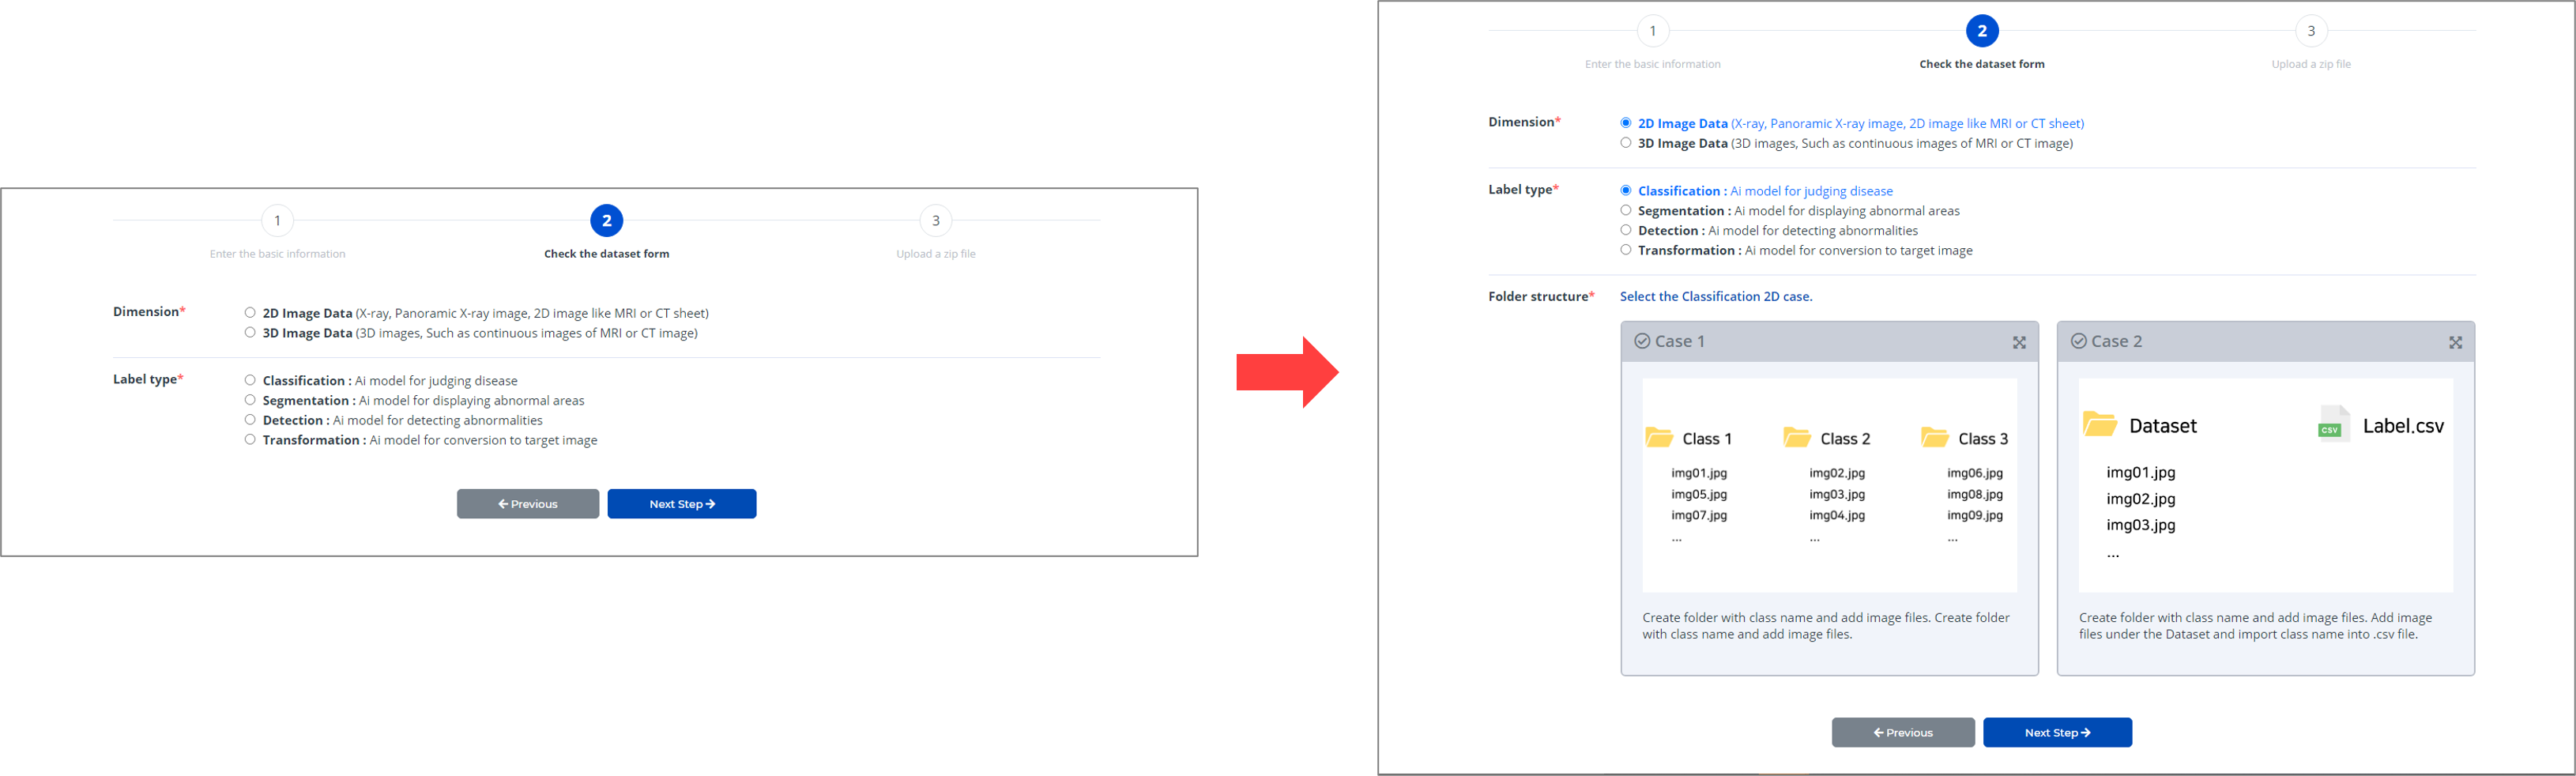 1
2
3
Enter the basic information
Check the dataset form
Upload a zip file
Dimension*
2D Image Data (X-ray, Panoramic X-ray image, 2D image like MRI or CT sheet)
3D Image Data (3D images, Such as continuous images of MRI or CT image)
Label type*
Classification : Ai model for judging disease
Segmentation : Ai model for displaying abnormal areas
Detection : Ai model for detecting abnormalities
Transformation : Ai model for conversion to target image
Previous
Next Step
1
2
3
Enter the basic information
Check the dataset form
Upload a zip file
Dimension*
2D Image Data (X-ray, Panoramic X-ray image, 2D image like MRI or CT sheet)
3D Image Data (3D images, Such as continuous images of MRI or CT image)
Label type*
Classification : Ai model for judging disease
Segmentation : Ai model for displaying abnormal areas
Detection : Ai model for detecting abnormalities
Transformation : Ai model for conversion to target image
Folder structure*
Select the Classification 2D case.
Case 1
Class 1
img01.jpg
img05.jpg
img07.jpg
...
Class 2
img02.jpg
img03.jpg
img04.jpg
...
Class 3
img06.jpg
img08.jpg
img09.jpg
...
Create folder with class name and add image files. Create folder
with class name and add image files.
Case 2
Dataset
img01.jpg
img02.jpg
img03.jpg
...
CSV
Label.csv
Create folder with class name and add image files. Add image
files under the Dataset and import class name into .csv file.
Previous
Next Step